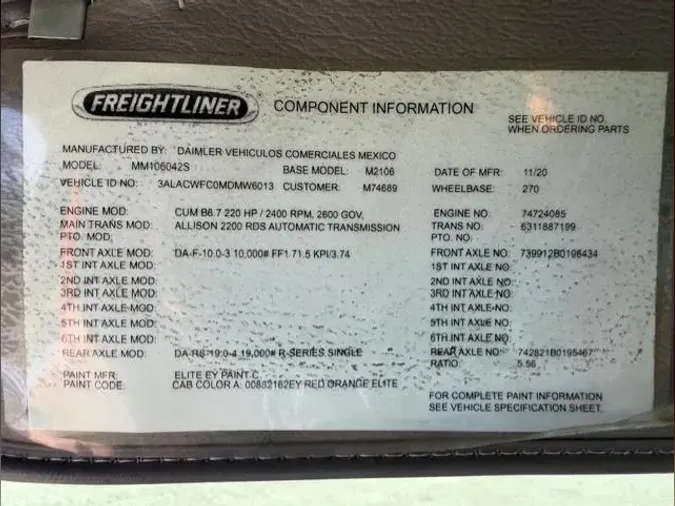 FREIGHTLINER
COMPONENT INFORMATION
SEE VEHICLE ID NO.
WHEN ORDERING PARTS
MANUFACTURED BY: DAIMLER VEHICULOS COMERCIALES MEXICO
MODEL: MM106042S BASE MODEL: M2106 DATE OF MFR: 11/20
VEHICLE ID NO: 3ALACWFC0MDMW6013 CUSTOMER: M74689 WHEELBASE: 270
ENGINE MOD: CUM B6.7 220 HP / 2400 RPM, 2600 GOV, ENGINE NO: 74724085
MAIN TRANS MOD: ALLISON 2200 RDS AUTOMATIC TRANSMISSION TRANS NO: 6311887199
PTO. MOD; PTO. NO:
FRONT AXLE MOD: DA-F-10.0-3 10,000# FF1 71.5 KPI/3.74 FRONT AXLE NO: 739912B0196434
1ST INT AXLE MOD: 1ST INT AXLE NO:
2ND INT AXLE MOD: 2ND INT AXLE NO:
3RD INT AXLE MOD: 3RD INT AXLE NO:
4TH INT AXLE MOD: 4TH INT AXLE NO:
5TH INT AXLE MOD: 5TH INT AXLE NO:
6TH INT AXLE MOD: 6TH INT AXLE NO:
REAR AXLE MOD: DA-RS-19.0-4 19,000# R-SERIES SINGLE REAR AXLE NO: 742821B0195467
RATIO: 5.56
PAINT MFR: ELITE EY PAINT C
PAINT CODE: CAB COLOR A: 00882162EY RED ORANGE ELITE
FOR COMPLETE PAINT INFORMATION
SEE VEHICLE SPECIFICATION SHEET.